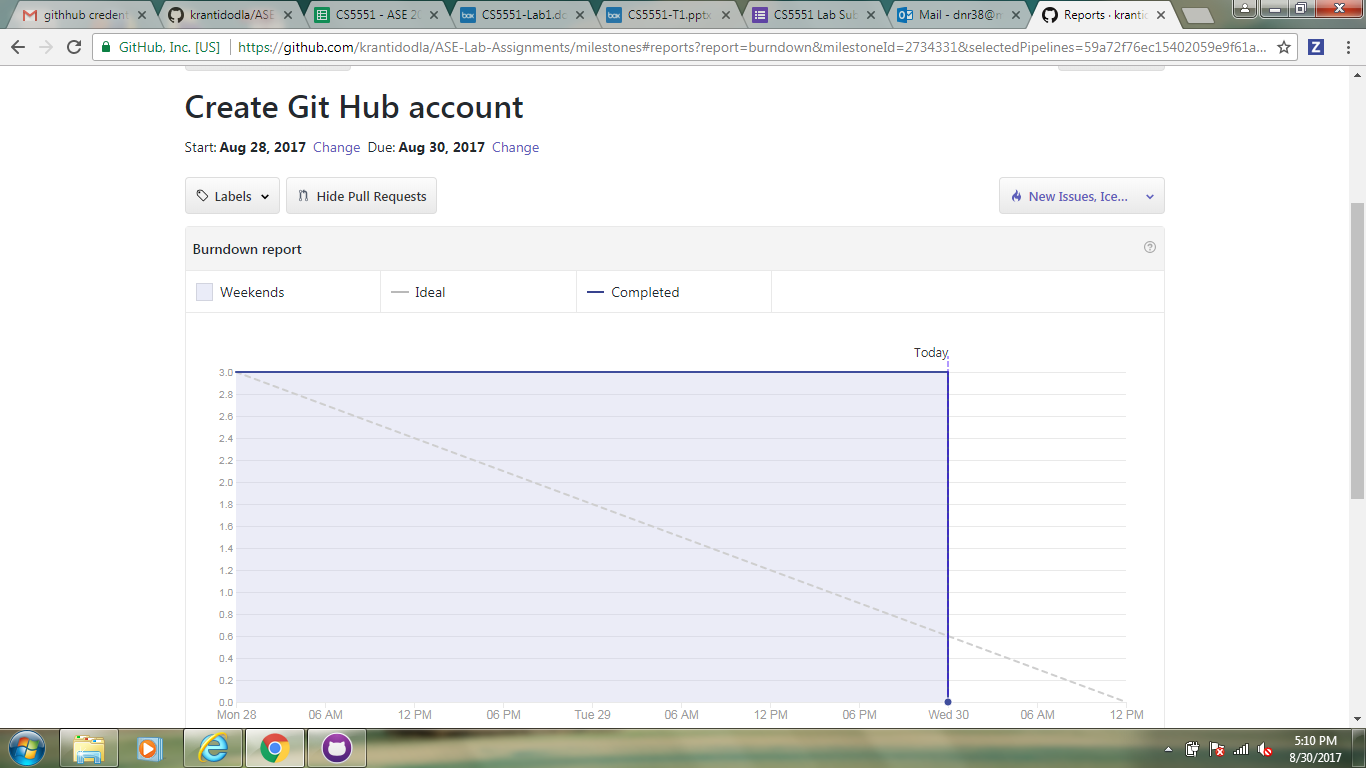 githhub credent
krantidodla/ASE
CS5551 - ASE 20
CS5551-Lab1.do
CS5551-T1.pptx
CS5551 Lab Sub
Mail - dnr38@m
Reports · krantic
GitHub, Inc. [US]
https://github.com/krantidodla/ASE-Lab-Assignments/milestones#reports?report=burndown&milestoneId=2734331&selectedPipelines=59a72f76ec15402059e9f61a...
Z
Create Git Hub account
Start: Aug 28, 2017 Change Due: Aug 30, 2017 Change
Labels
Hide Pull Requests
New Issues, Ice...
Burndown report
Weekends
Ideal
Completed
Today
3.0
2.8
2.6
2.4
2.2
2.0
1.8
1.6
1.4
1.2
1.0
0.8
0.6
0.4
0.2
0.0
Mon 28 06 AM 12 PM 06 PM Tue 29 06 AM 12 PM 06 PM Wed 30 06 AM 12 PM
5:10 PM
8/30/2017